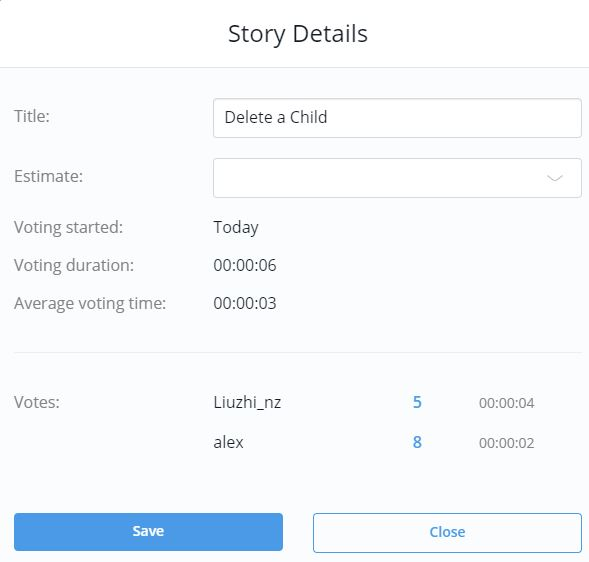 Story Details
Title: Delete a Child
Estimate:
Voting started: Today
Voting duration: 00:00:06
Average voting time: 00:00:03
Votes: Liuzhi_nz 5 00:00:04
alex 8 00:00:02
Save Close